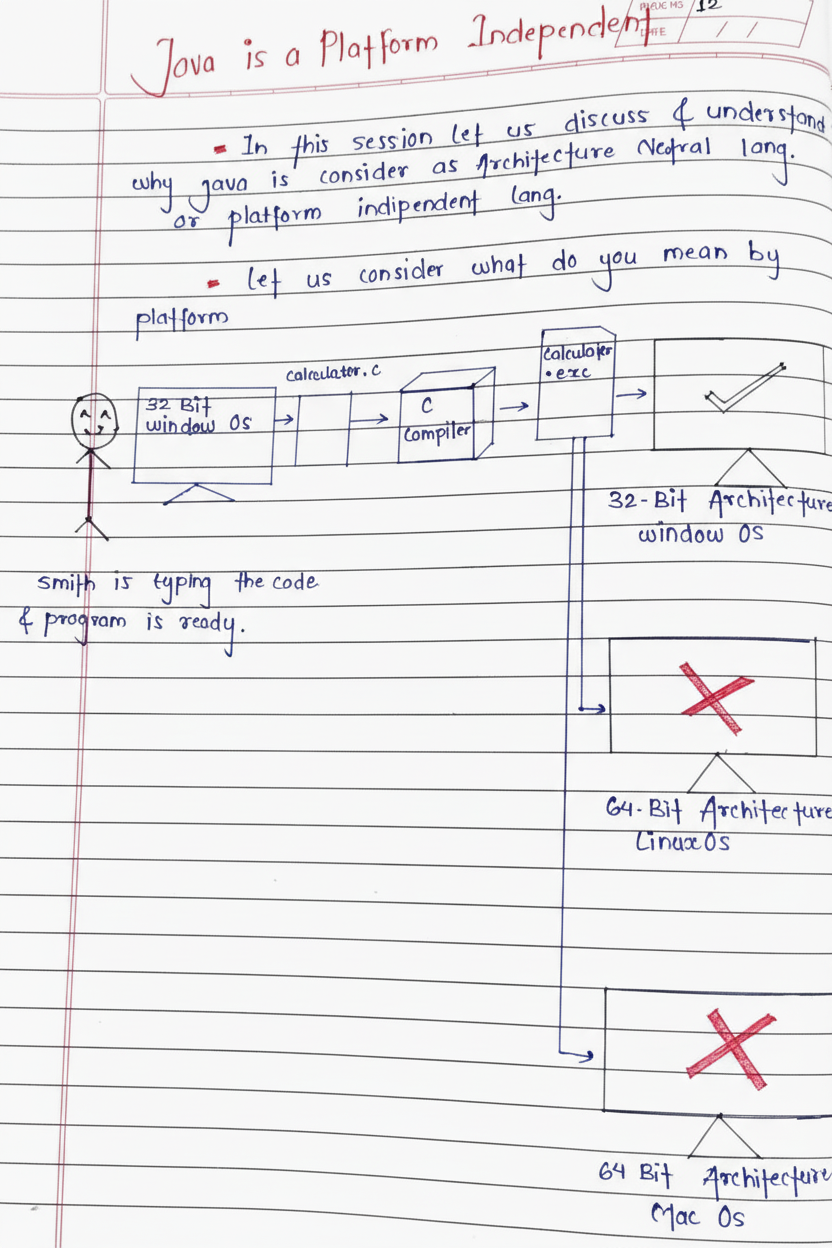 PAGE NO 12
DATE / /
Java is a Platform Independent
In this session let us discuss & understand
why java is consider as Architecture Neotral lang.
or platform indipendent lang.
let us consider what do you mean by
platform
calculator.c
32 Bit
window Os
C
compiler
calculator
.exc
32-Bit Architecture
window OS
smith is typing the code
& program is ready.
64-Bit Architecture
Linux Os
64 Bit Architecture
Mac Os